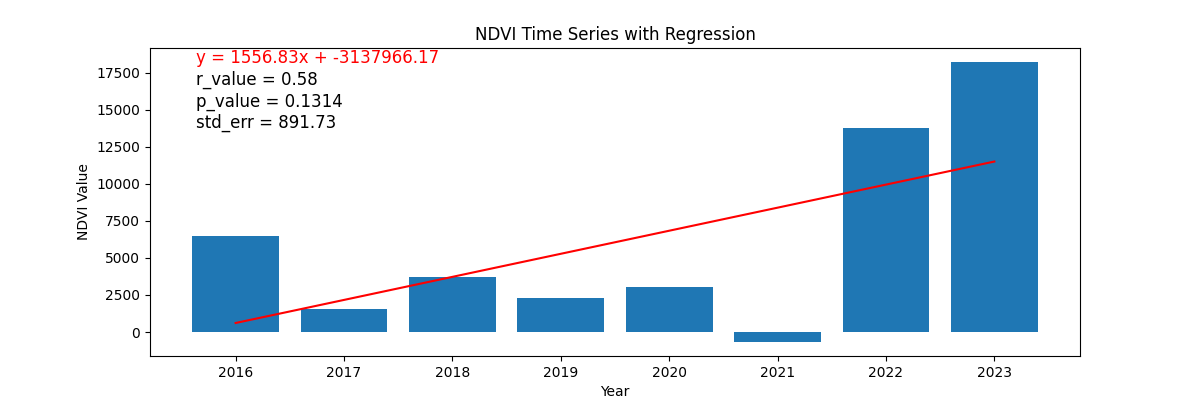 NDVI Time Series with Regression
y = 1556.83x + -3137966.17
r_value = 0.58
p_value = 0.1314
std_err = 891.73
NDVI Value
17500
15000
12500
10000
7500
5000
2500
0
2016 2017 2018 2019 2020 2021 2022 2023
Year